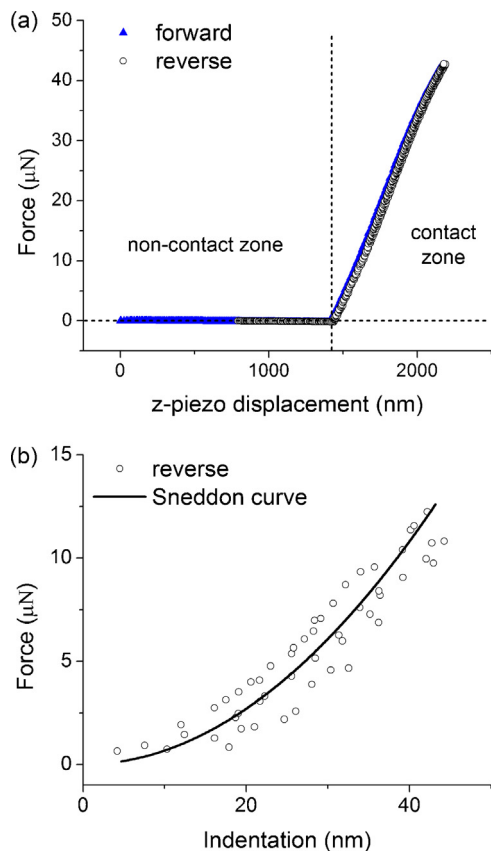 (a)
forward
reverse
50
40
30
20
10
0
Force (µN)
non-contact zone
contact
zone
0
1000
2000
z-piezo displacement (nm)
(b)
reverse
Sneddon curve
15
10
5
0
Force (µN)
0
20
40
Indentation (nm)